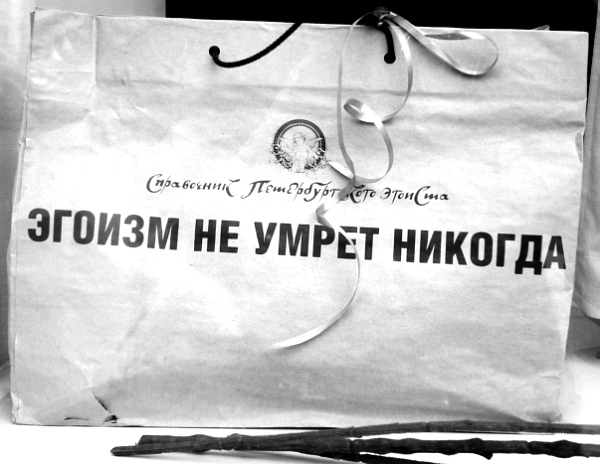 Справочник Петербургского Эгоиста
ЭГОИЗМ НЕ УМРЕТ НИКОГДА